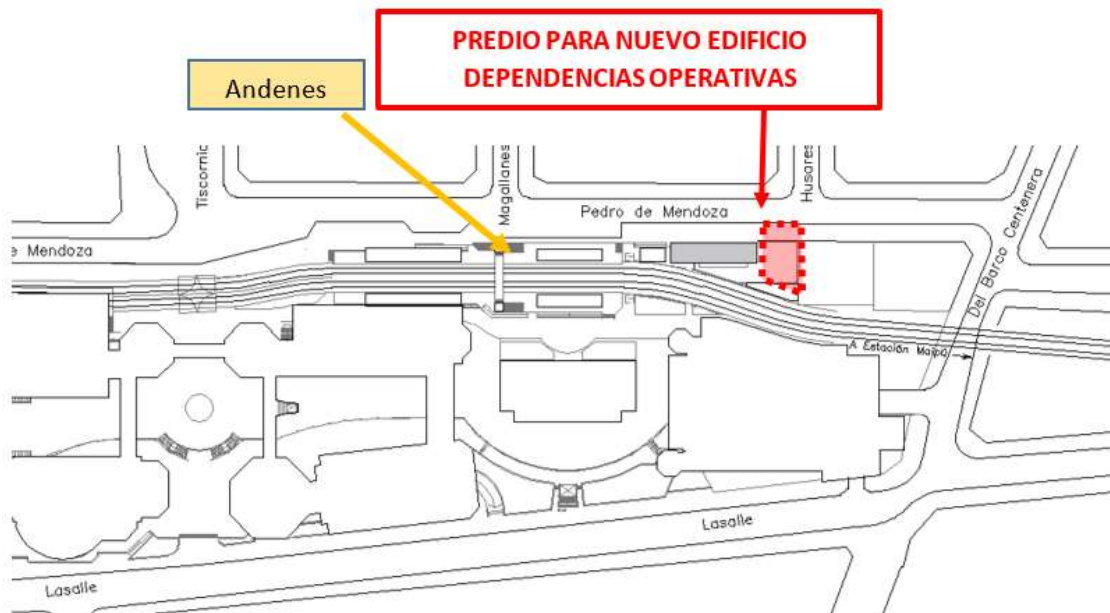 PREDIO PARA NUEVO EDIFICIO
DEPENDENCIAS OPERATIVAS
Andenes
Tiscornic
Magallanes
Husares
Pedro de Mendoza
Del Barco Centenera
e Mendoza
A Estación Maipú
Lasalle
Lasalle